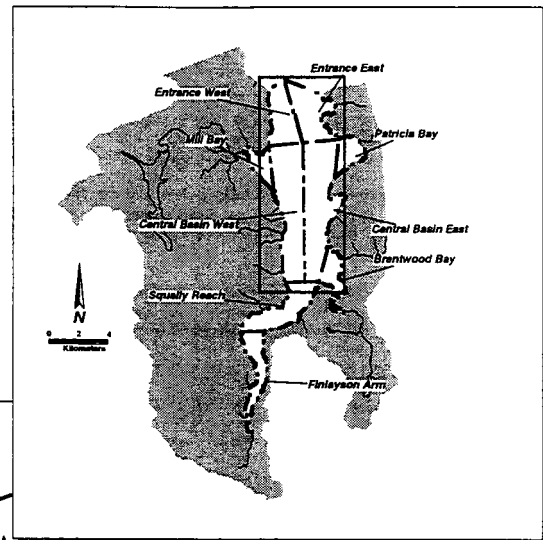 Entrance East
Entrance West
Patricia Bay
Mill Bay
Central Basin West
Central Basin East
Brentwood Bay
Squally Reach
N
0 2 4
Kilometers
Finlayson Arm